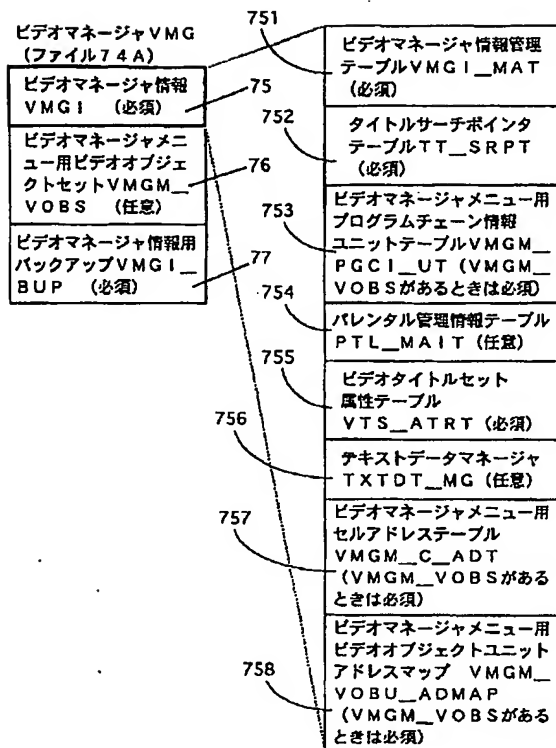 ビデオマネージャVMG
(ファイル74A)
ビデオマネージャ情報
VMGI (必須)
75
ビデオマネージャメニ
ュー用ビデオオブジェ
クトセットVMGM__
VOBS (任意)
76
ビデオマネージャ情報用
バックアップVMGI__
BUP (必須)
77
751
ビデオマネージャ情報管理
テーブルVMGI__MAT
(必須)
752
タイトルサーチポインタ
テーブルTT__SRPT
(必須)
753
ビデオマネージャメニュー用
プログラムチェーン情報
ユニットテーブルVMGM__
PGCI__UT (VMGM__
VOBSがあるときは必須)
754
パレンタル管理情報テーブル
PTL__MAIT (任意)
755
ビデオタイトルセット
属性テーブル
VTS__ATRT (必須)
756
テキストデータマネージャ
TXTDT__MG (任意)
757
ビデオマネージャメニュー用
セルアドレステーブル
VMGM__C__ADT
(VMGM__VOBSがある
ときは必須)
758
ビデオマネージャメニュー用
ビデオオブジェクトユニット
アドレスマップ VMGM__
VOBU__ADMAP
(VMGM__VOBSがある
ときは必須)